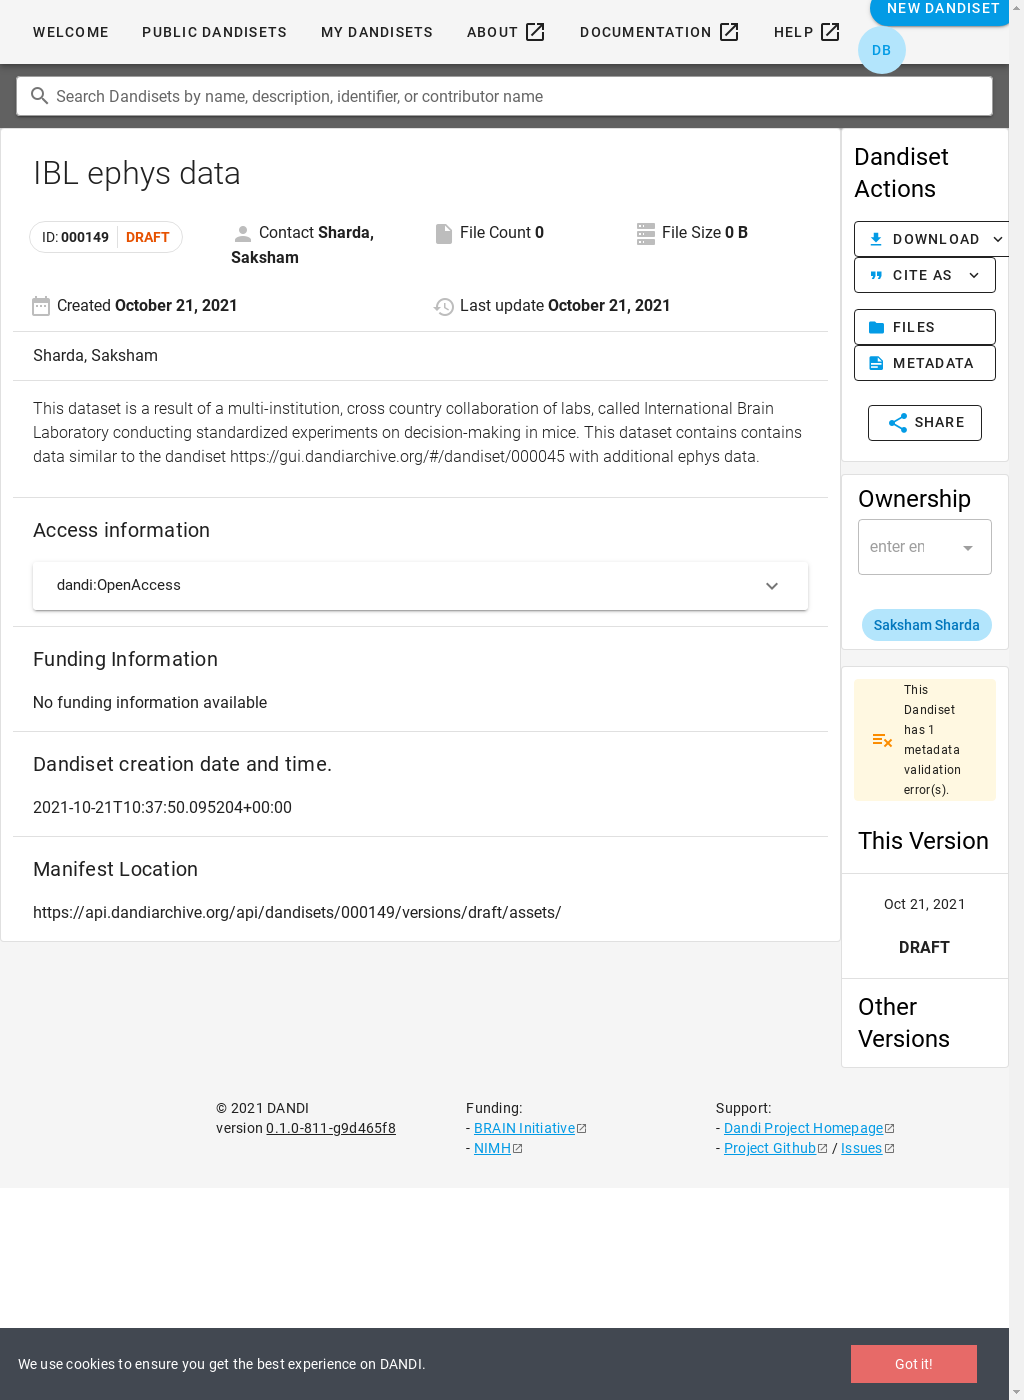 WELCOME PUBLIC DANDISETS MY DANDISETS ABOUT DOCUMENTATION HELP NEW DANDISET
DB
Search Dandisets by name, description, identifier, or contributor name
IBL ephys data
ID: 000149 DRAFT
Contact Sharda, Saksham
File Count 0
File Size 0 B
Created October 21, 2021
Last update October 21, 2021
Sharda, Saksham
This dataset is a result of a multi-institution, cross country collaboration of labs, called International Brain
Laboratory conducting standardized experiments on decision-making in mice. This dataset contains contains
data similar to the dandiset https://gui.dandiarchive.org/#/dandiset/000045 with additional ephys data.
Access information
dandi:OpenAccess
Funding Information
No funding information available
Dandiset creation date and time.
2021-10-21T10:37:50.095204+00:00
Manifest Location
https://api.dandiarchive.org/api/dandisets/000149/versions/draft/assets/
Dandiset
Actions
DOWNLOAD
CITE AS
FILES
METADATA
SHARE
Ownership
enter en
Saksham Sharda
This
Dandiset
has 1
metadata
validation
error(s).
This Version
Oct 21, 2021
DRAFT
Other
Versions
© 2021 DANDI
version 0.1.0-811-g9d465f8
Funding:
- BRAIN Initiative
- NIMH
Support:
- Dandi Project Homepage
- Project Github / Issues
We use cookies to ensure you get the best experience on DANDI.
Got it!